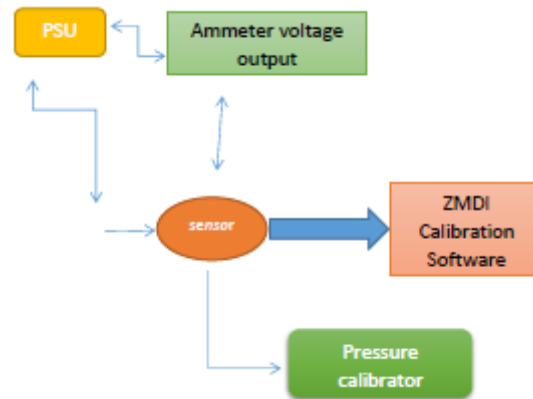 PSU
Ammeter voltage
output
sensor
ZMDI
Calibration
Software
Pressure
calibrator